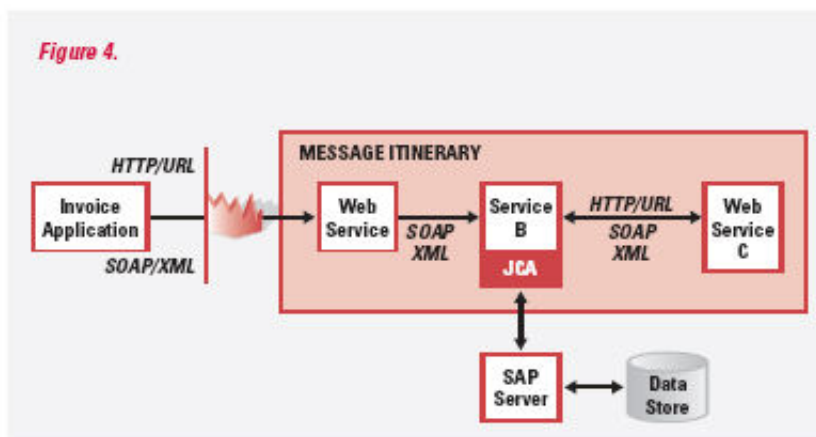 Figure 4.
MESSAGE ITINERARY
HTTP/URL
Invoice
Application
SOAP/XML
Web
Service
SOAP
XML
Service
B
JCA
HTTP/URL
SOAP
XML
Web
Service
C
SAP
Server
Data
Store